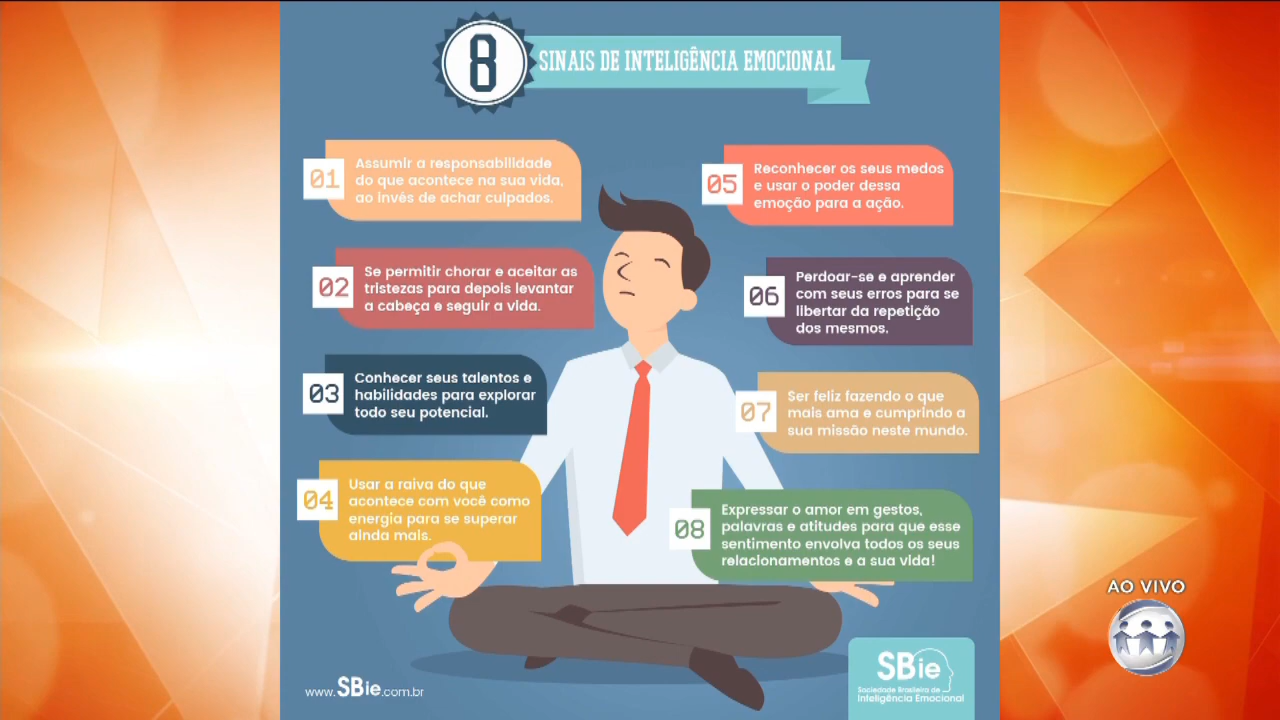 8
SINAIS DE INTELIGÊNCIA EMOCIONAL
01
Assumir a responsabilidade
do que acontece na sua vida,
ao invés de achar culpados.
02
Se permitir chorar e aceitar as
tristezas para depois levantar
a cabeça e seguir a vida.
03
Conhecer seus talentos e
habilidades para explorar
todo seu potencial.
04
Usar a raiva do que
acontece com você como
energia para se superar
ainda mais.
05
Reconhecer os seus medos
e usar o poder dessa
emoção para a ação.
06
Perdoar-se e aprender
com seus erros para se
libertar da repetição
dos mesmos.
07
Ser feliz fazendo o que
mais ama e cumprindo a
sua missão neste mundo.
08
Expressar o amor em gestos,
palavras e atitudes para que esse
sentimento envolva todos os seus
relacionamentos e a sua vida!
www.SBie.com.br
SBie
Sociedade Brasileira de
Inteligência Emocional
AO VIVO